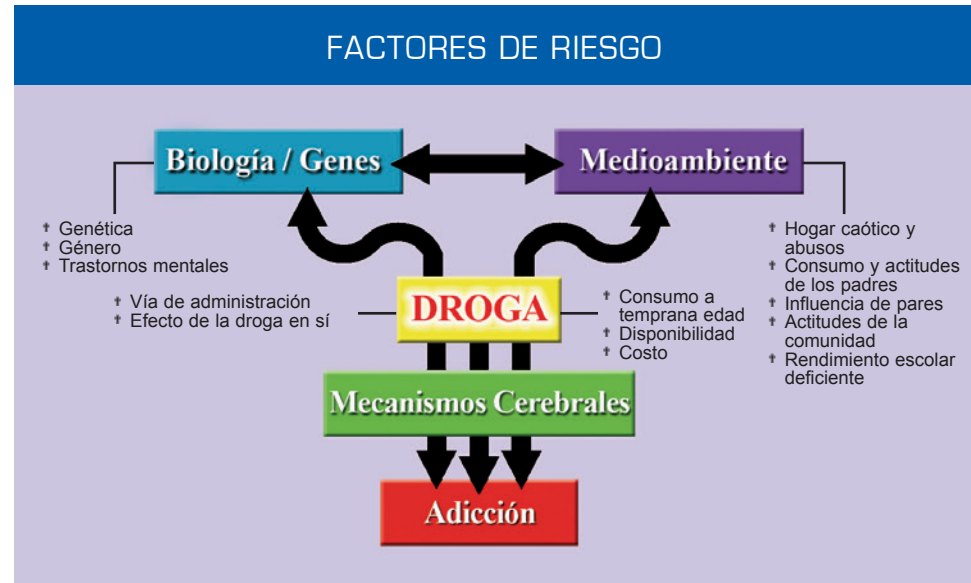 FACTORES DE RIESGO
Biología / Genes
Medioambiente
✝ Genética
✝ Género
✝ Trastornos mentales
✝ Hogar caótico y
abusos
✝ Consumo y actitudes
de los padres
✝ Influencia de pares
✝ Actitudes de la
comunidad
✝ Rendimiento escolar
deficiente
✝ Vía de administración
✝ Efecto de la droga en sí
DROGA
✝ Consumo a
temprana edad
✝ Disponibilidad
✝ Costo
Mecanismos Cerebrales
Adicción